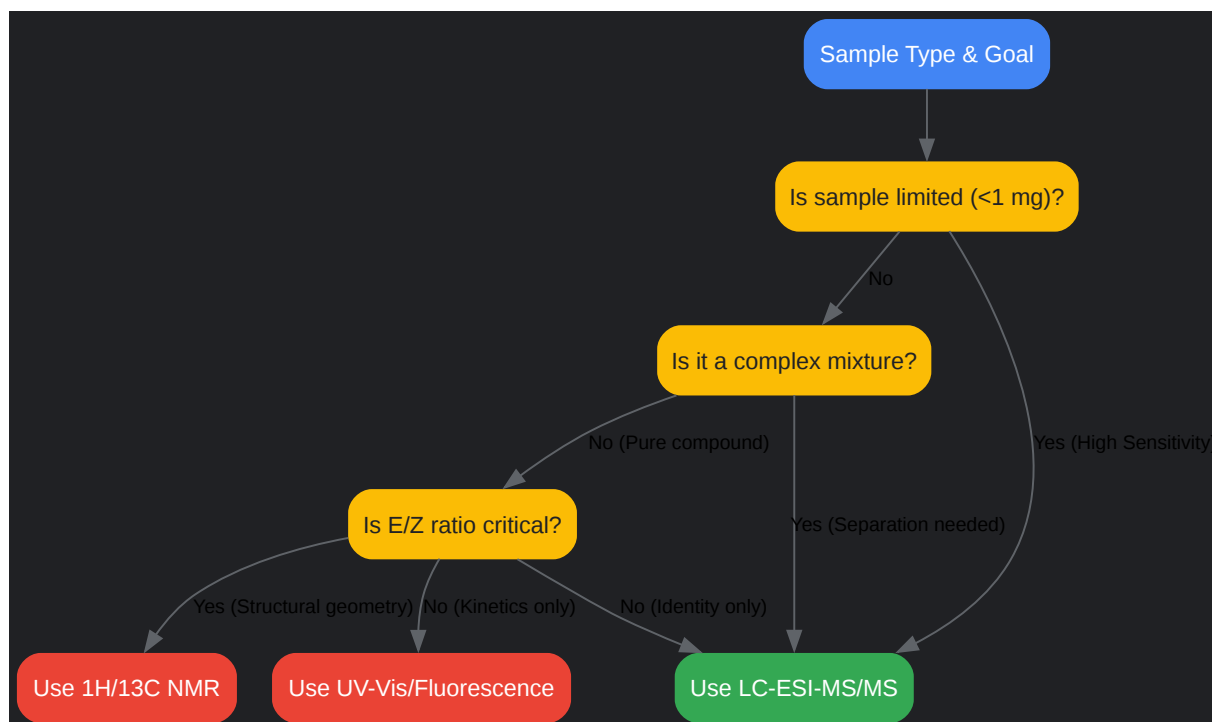 Sample Type & Goal
Is sample limited (<1 mg)?
No
Is it a complex mixture?
No (Pure compound)
Yes (High Sensitivity)
Is E/Z ratio critical?
Yes (Separation needed)
Yes (Structural geometry)
No (Kinetics only)
No (Identity only)
Use 1H/13C NMR
Use UV-Vis/Fluorescence
Use LC-ESI-MS/MS